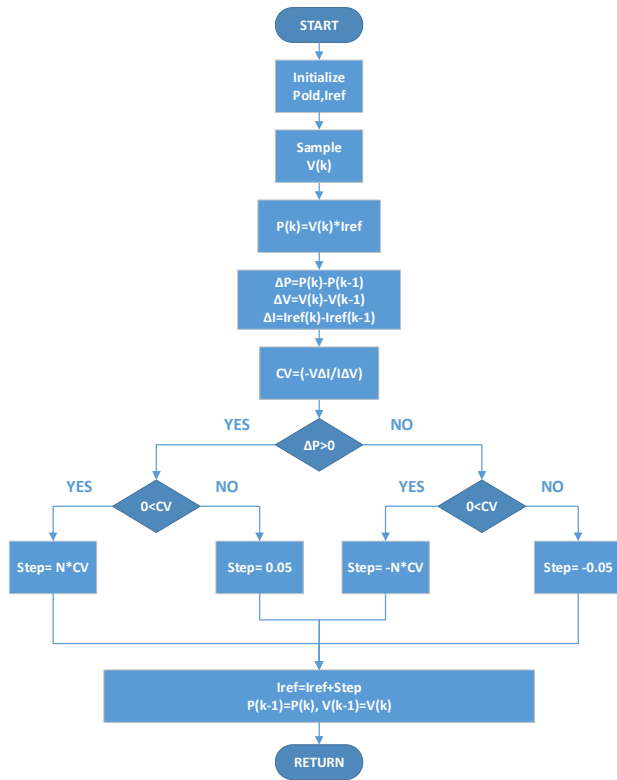 START
Initialize
Pold,Iref
Sample
V(k)
P(k)=V(k)*Iref
ΔP=P(k)-P(k-1)
ΔV=V(k)-V(k-1)
ΔI=Iref(k)-Iref(k-1)
CV=(-VΔI/IΔV)
YES
NO
ΔP>0
YES
NO
YES
NO
0<CV
0<CV
Step= N*CV
Step= 0.05
Step= -N*CV
Step= -0.05
Iref=Iref+Step
P(k-1)=P(k), V(k-1)=V(k)
RETURN